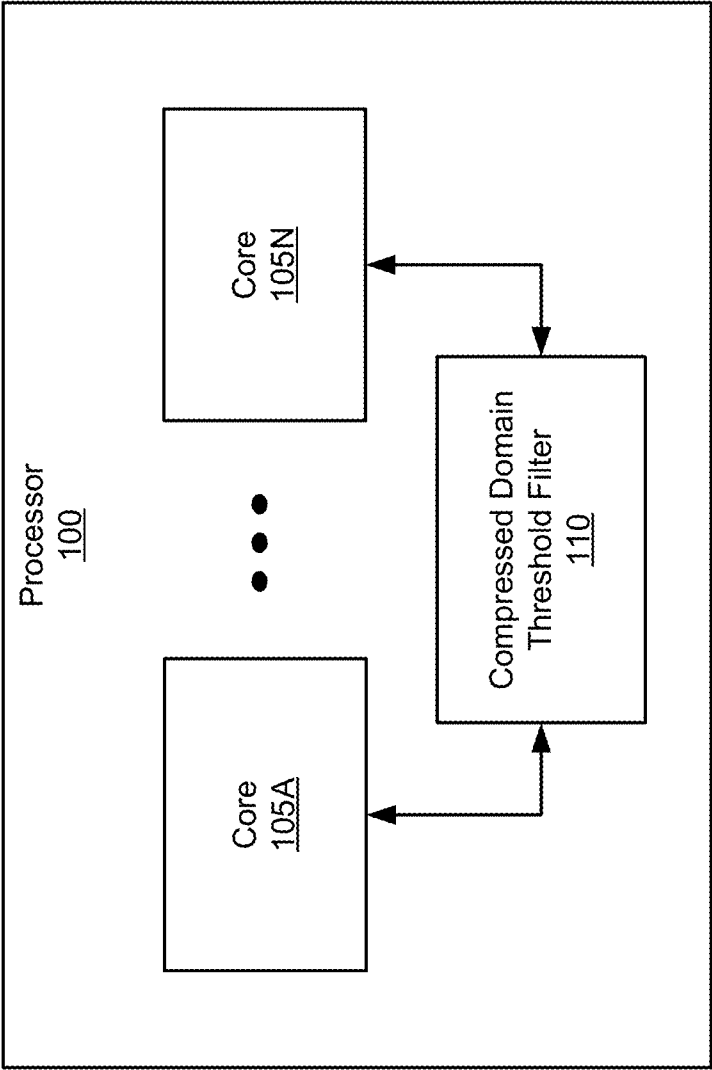 Processor
100
Core
105A
Core
105N
Compressed Domain
Threshold Filter
110